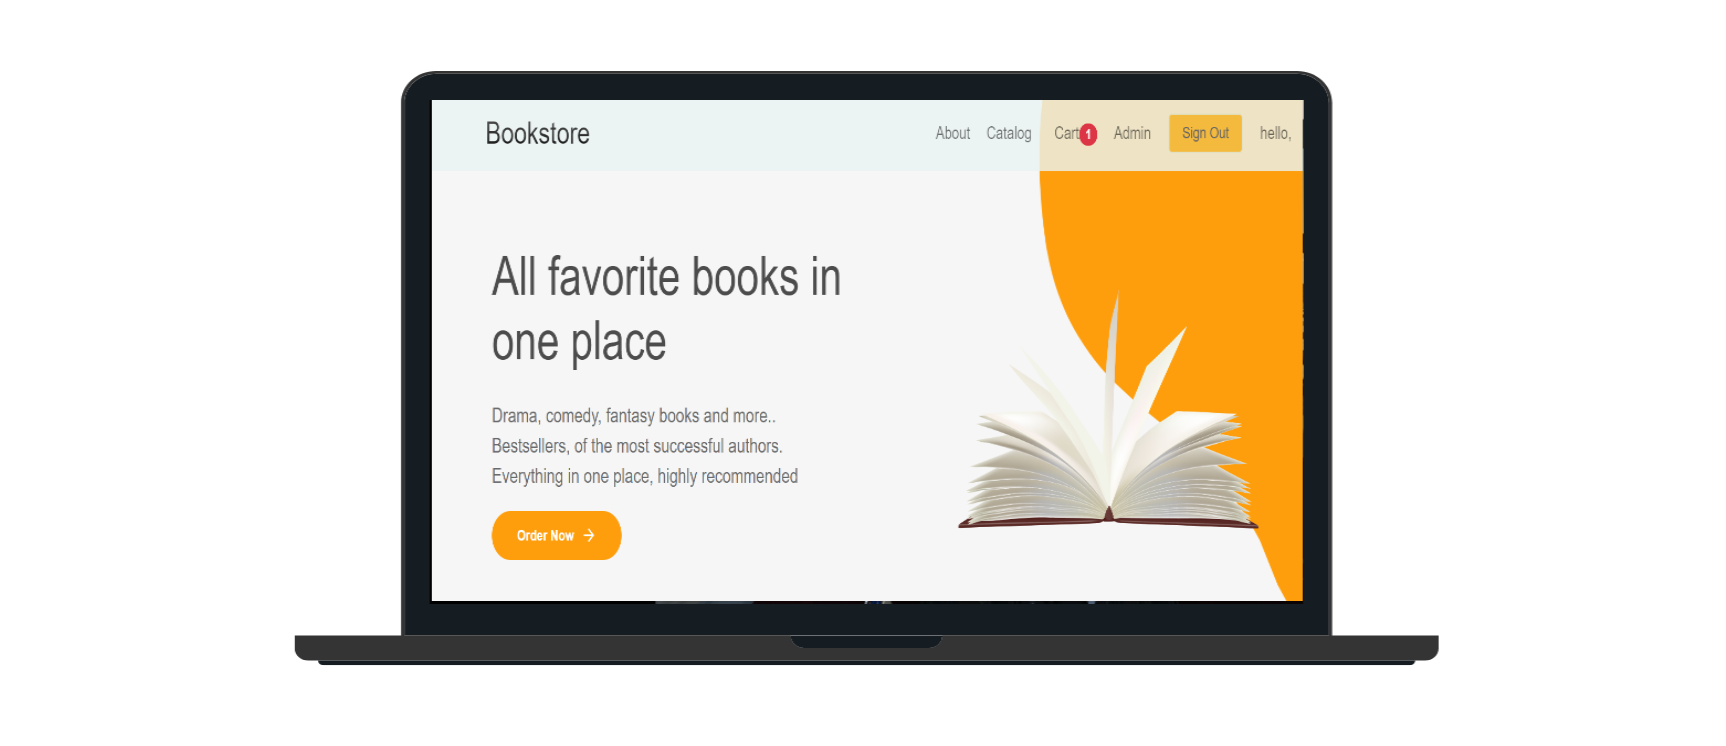 Bookstore
About Catalog Cart 1 Admin Sign Out hello,
All favorite books in
one place
Drama, comedy, fantasy books and more..
Bestsellers, of the most successful authors.
Everything in one place, highly recommended
Order Now →